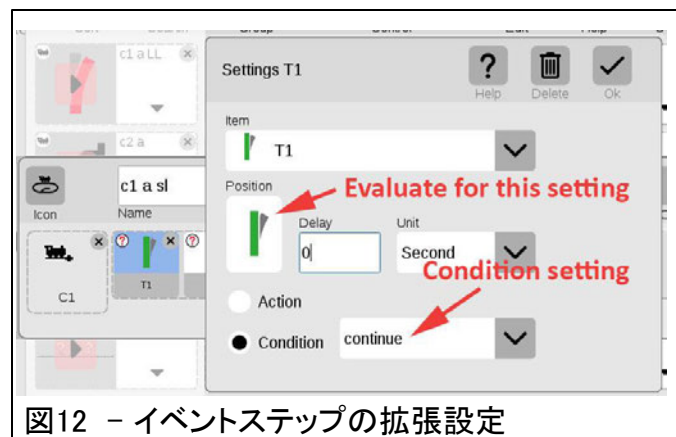 c1 a LL
Settings T1
?
Help
Delete
Ok
c2 a
Item
T1
c1 a sl
Position
Evaluate for this setting
Icon
Name
Delay
Unit
0
Second
Condition setting
C1
T1
Action
Condition
continue
図12 - イベントステップの拡張設定